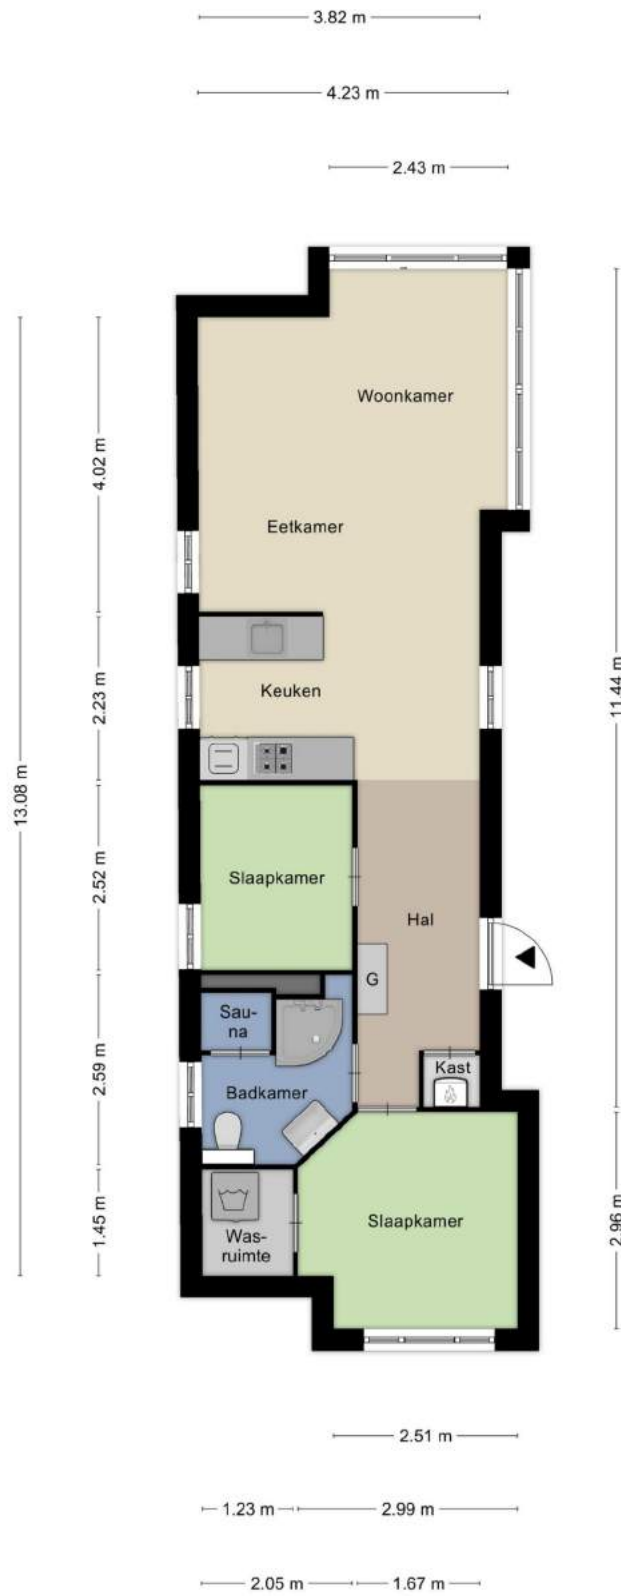 3.82 m
4.23 m
2.43 m
Woonkamer
4.02 m
Eetkamer
11.44 m
2.23 m
Keuken
13.08 m
2.52 m
Slaapkamer
Hal
G
Sau-
na
Kast
2.59 m
Badkamer
1.45 m
Was-
ruimte
Slaapkamer
2.96 m
2.51 m
1.23 m
2.99 m
2.05 m
1.67 m